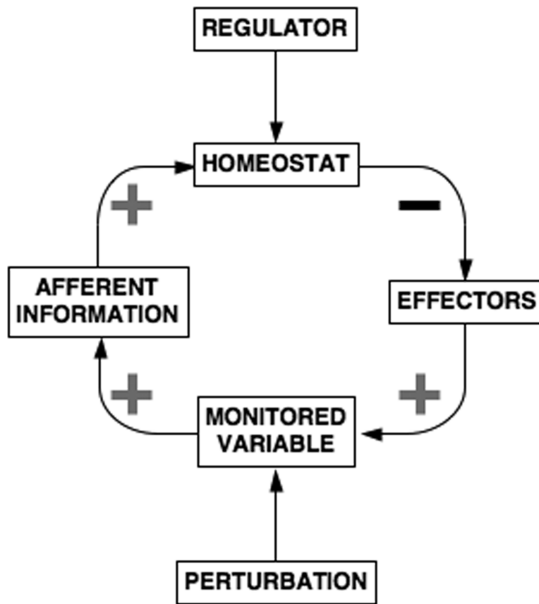 REGULATOR
HOMEOSTAT
+
−
AFFERENT
INFORMATION
EFFECTORS
+
+
MONITORED
VARIABLE
PERTURBATION